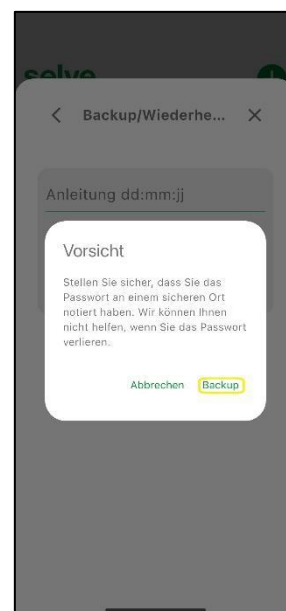 selve
Backup/Wiederhe...
Anleitung dd:mm:jj
Vorsicht
Stellen Sie sicher, dass Sie das
Passwort an einem sicheren Ort
notiert haben. Wir können Ihnen
nicht helfen, wenn Sie das Passwort
verlieren.
Abbrechen Backup